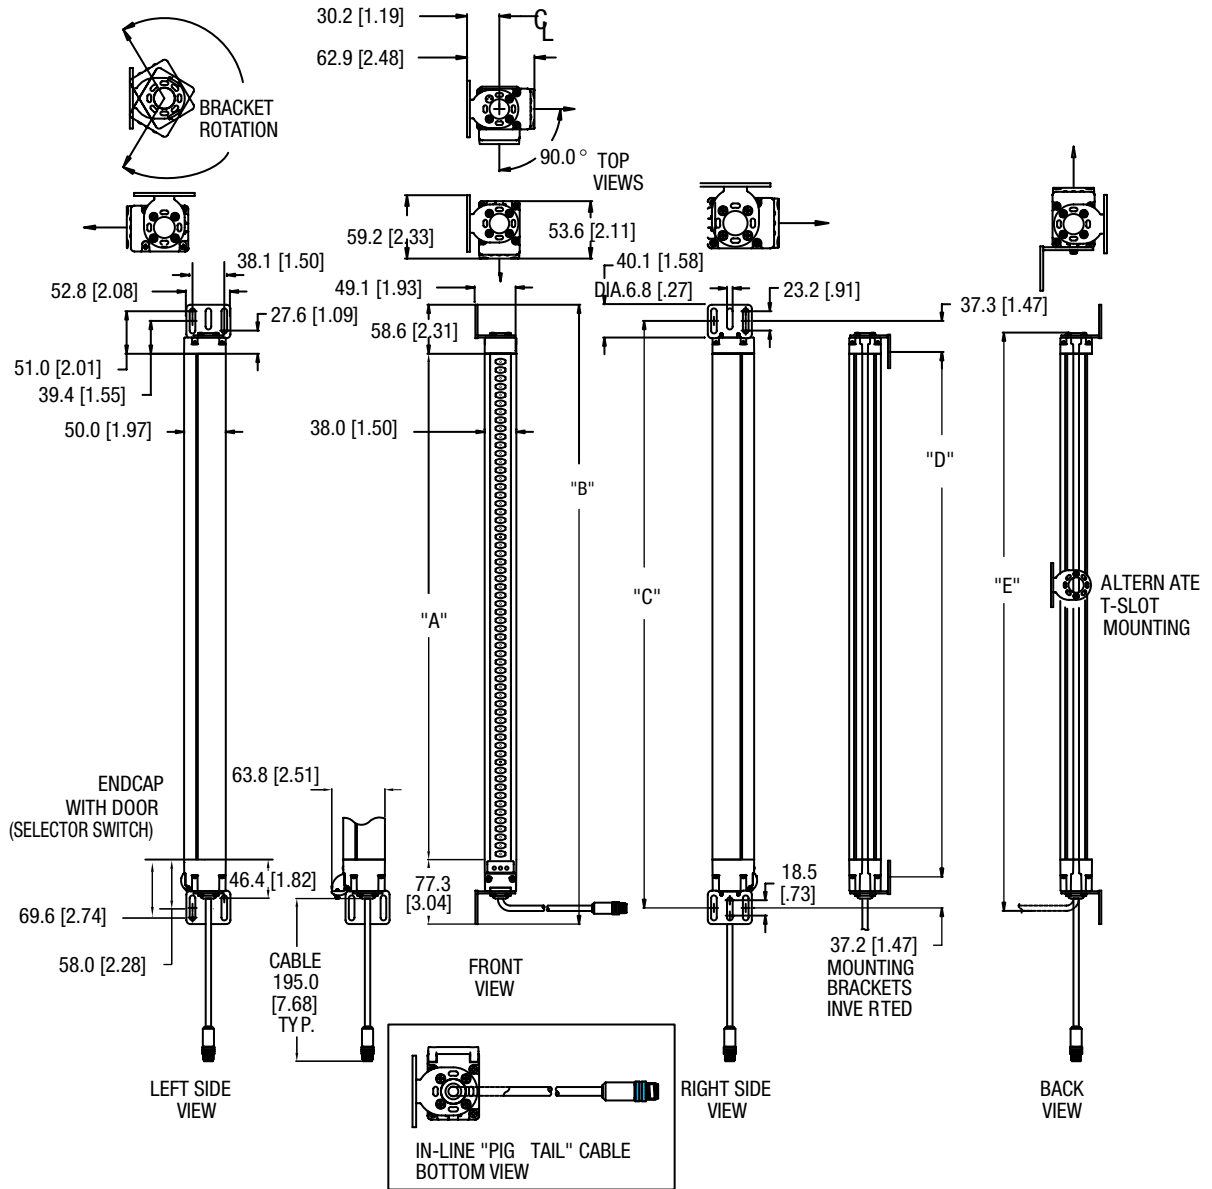 30.2 [1.19]
CL
62.9 [2.48]
BRACKET
ROTATION
90.0° TOP
VIEWS
59.2 [2.33]
53.6 [2.11]
38.1 [1.50]
40.1 [1.58]
52.8 [2.08]
49.1 [1.93]
DIA.6.8 [.27]
23.2 [.91]
37.3 [1.47]
27.6 [1.09]
58.6 [2.31]
51.0 [2.01]
39.4 [1.55]
50.0 [1.97]
38.0 [1.50]
"D"
"B"
"A"
"C"
"E"
ALTERN ATE
T-SLOT
MOUNTING
63.8 [2.51]
ENDCAP
WITH DOOR
(SELECTOR SWITCH)
46.4 [1.82]
77.3
[3.04]
18.5
[.73]
69.6 [2.74]
58.0 [2.28]
CABLE
195.0
[7.68]
TY P.
FRONT
VIEW
37.2 [1.47]
MOUNTING
BRACKETS
INVE RTED
LEFT SIDE
VIEW
RIGHT SIDE
VIEW
BACK
VIEW
IN-LINE "PIG TAIL" CABLE
BOTTOM VIEW